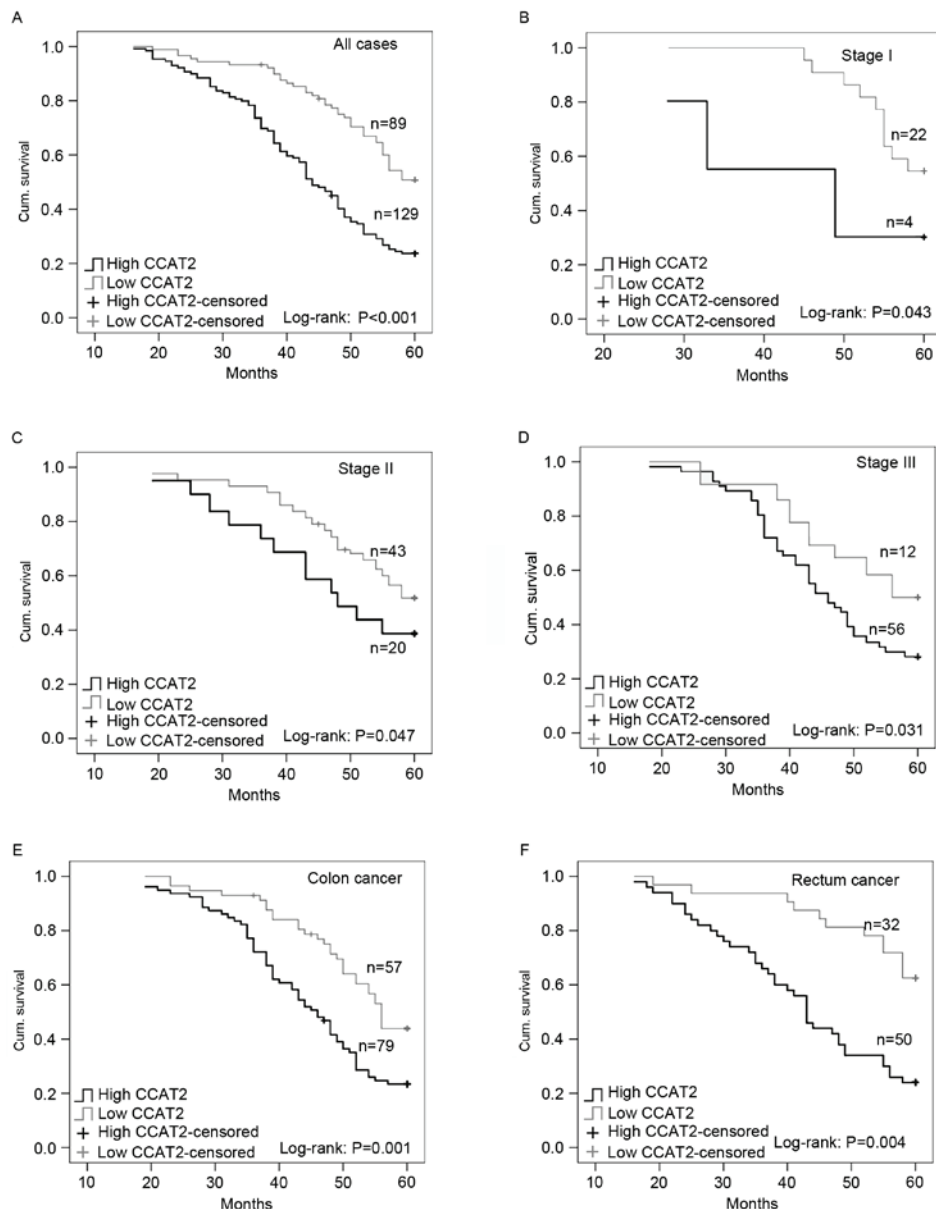 A
All cases
Cum. survival
1.0
0.8
0.6
0.4
0.2
0.0
n=89
n=129
High CCAT2
Low CCAT2
High CCAT2-censored
Low CCAT2-censored
Log-rank: P<0.001
10 20 30 40 50 60
Months
B
Stage I
Cum. survival
1.0
0.8
0.6
0.4
0.2
0.0
n=22
n=4
High CCAT2
Low CCAT2
High CCAT2-censored
Low CCAT2-censored
Log-rank: P=0.043
20 30 40 50 60
Months
C
Stage II
Cum. survival
1.0
0.8
0.6
0.4
0.2
0.0
n=43
n=20
High CCAT2
Low CCAT2
High CCAT2-censored
Low CCAT2-censored
Log-rank: P=0.047
10 20 30 40 50 60
Months
D
Stage III
Cum. survival
1.0
0.8
0.6
0.4
0.2
0.0
n=12
n=56
High CCAT2
Low CCAT2
High CCAT2-censored
Low CCAT2-censored
Log-rank: P=0.031
10 20 30 40 50 60
Months
E
Colon cancer
Cum. survival
1.0
0.8
0.6
0.4
0.2
0.0
n=57
n=79
High CCAT2
Low CCAT2
High CCAT2-censored
Low CCAT2-censored
Log-rank: P=0.001
10 20 30 40 50 60
Months
F
Rectum cancer
Cum. survival
1.0
0.8
0.6
0.4
0.2
0.0
n=32
n=50
High CCAT2
Low CCAT2
High CCAT2-censored
Low CCAT2-censored
Log-rank: P=0.004
10 20 30 40 50 60
Months